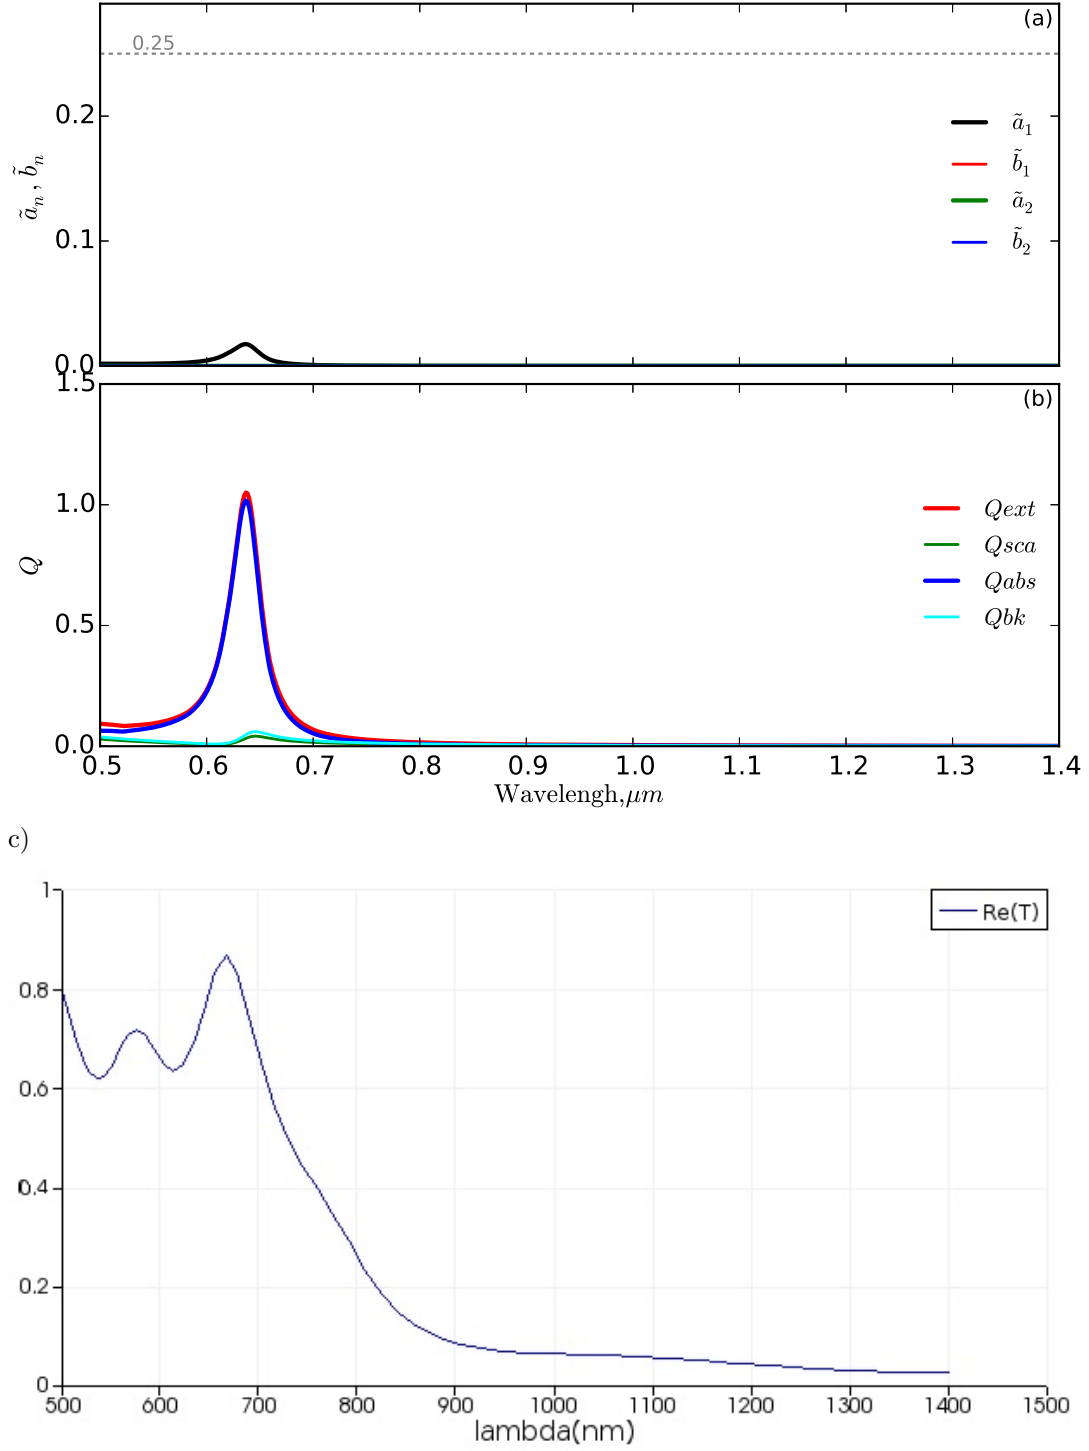 (a)
0.25
0.2
0.1
0.0
ãₙ, b̃ₙ
ã₁
b̃₁
ã₂
b̃₂
(b)
1.5
1.0
0.5
0.0
Q
Qext
Qsca
Qabs
Qbk
0.5 0.6 0.7 0.8 0.9 1.0 1.1 1.2 1.3 1.4
Wavelengh,μm
c)
Re(T)
1
0.8
0.6
0.4
0.2
0
500 600 700 800 900 1000 1100 1200 1300 1400 1500
lambda(nm)